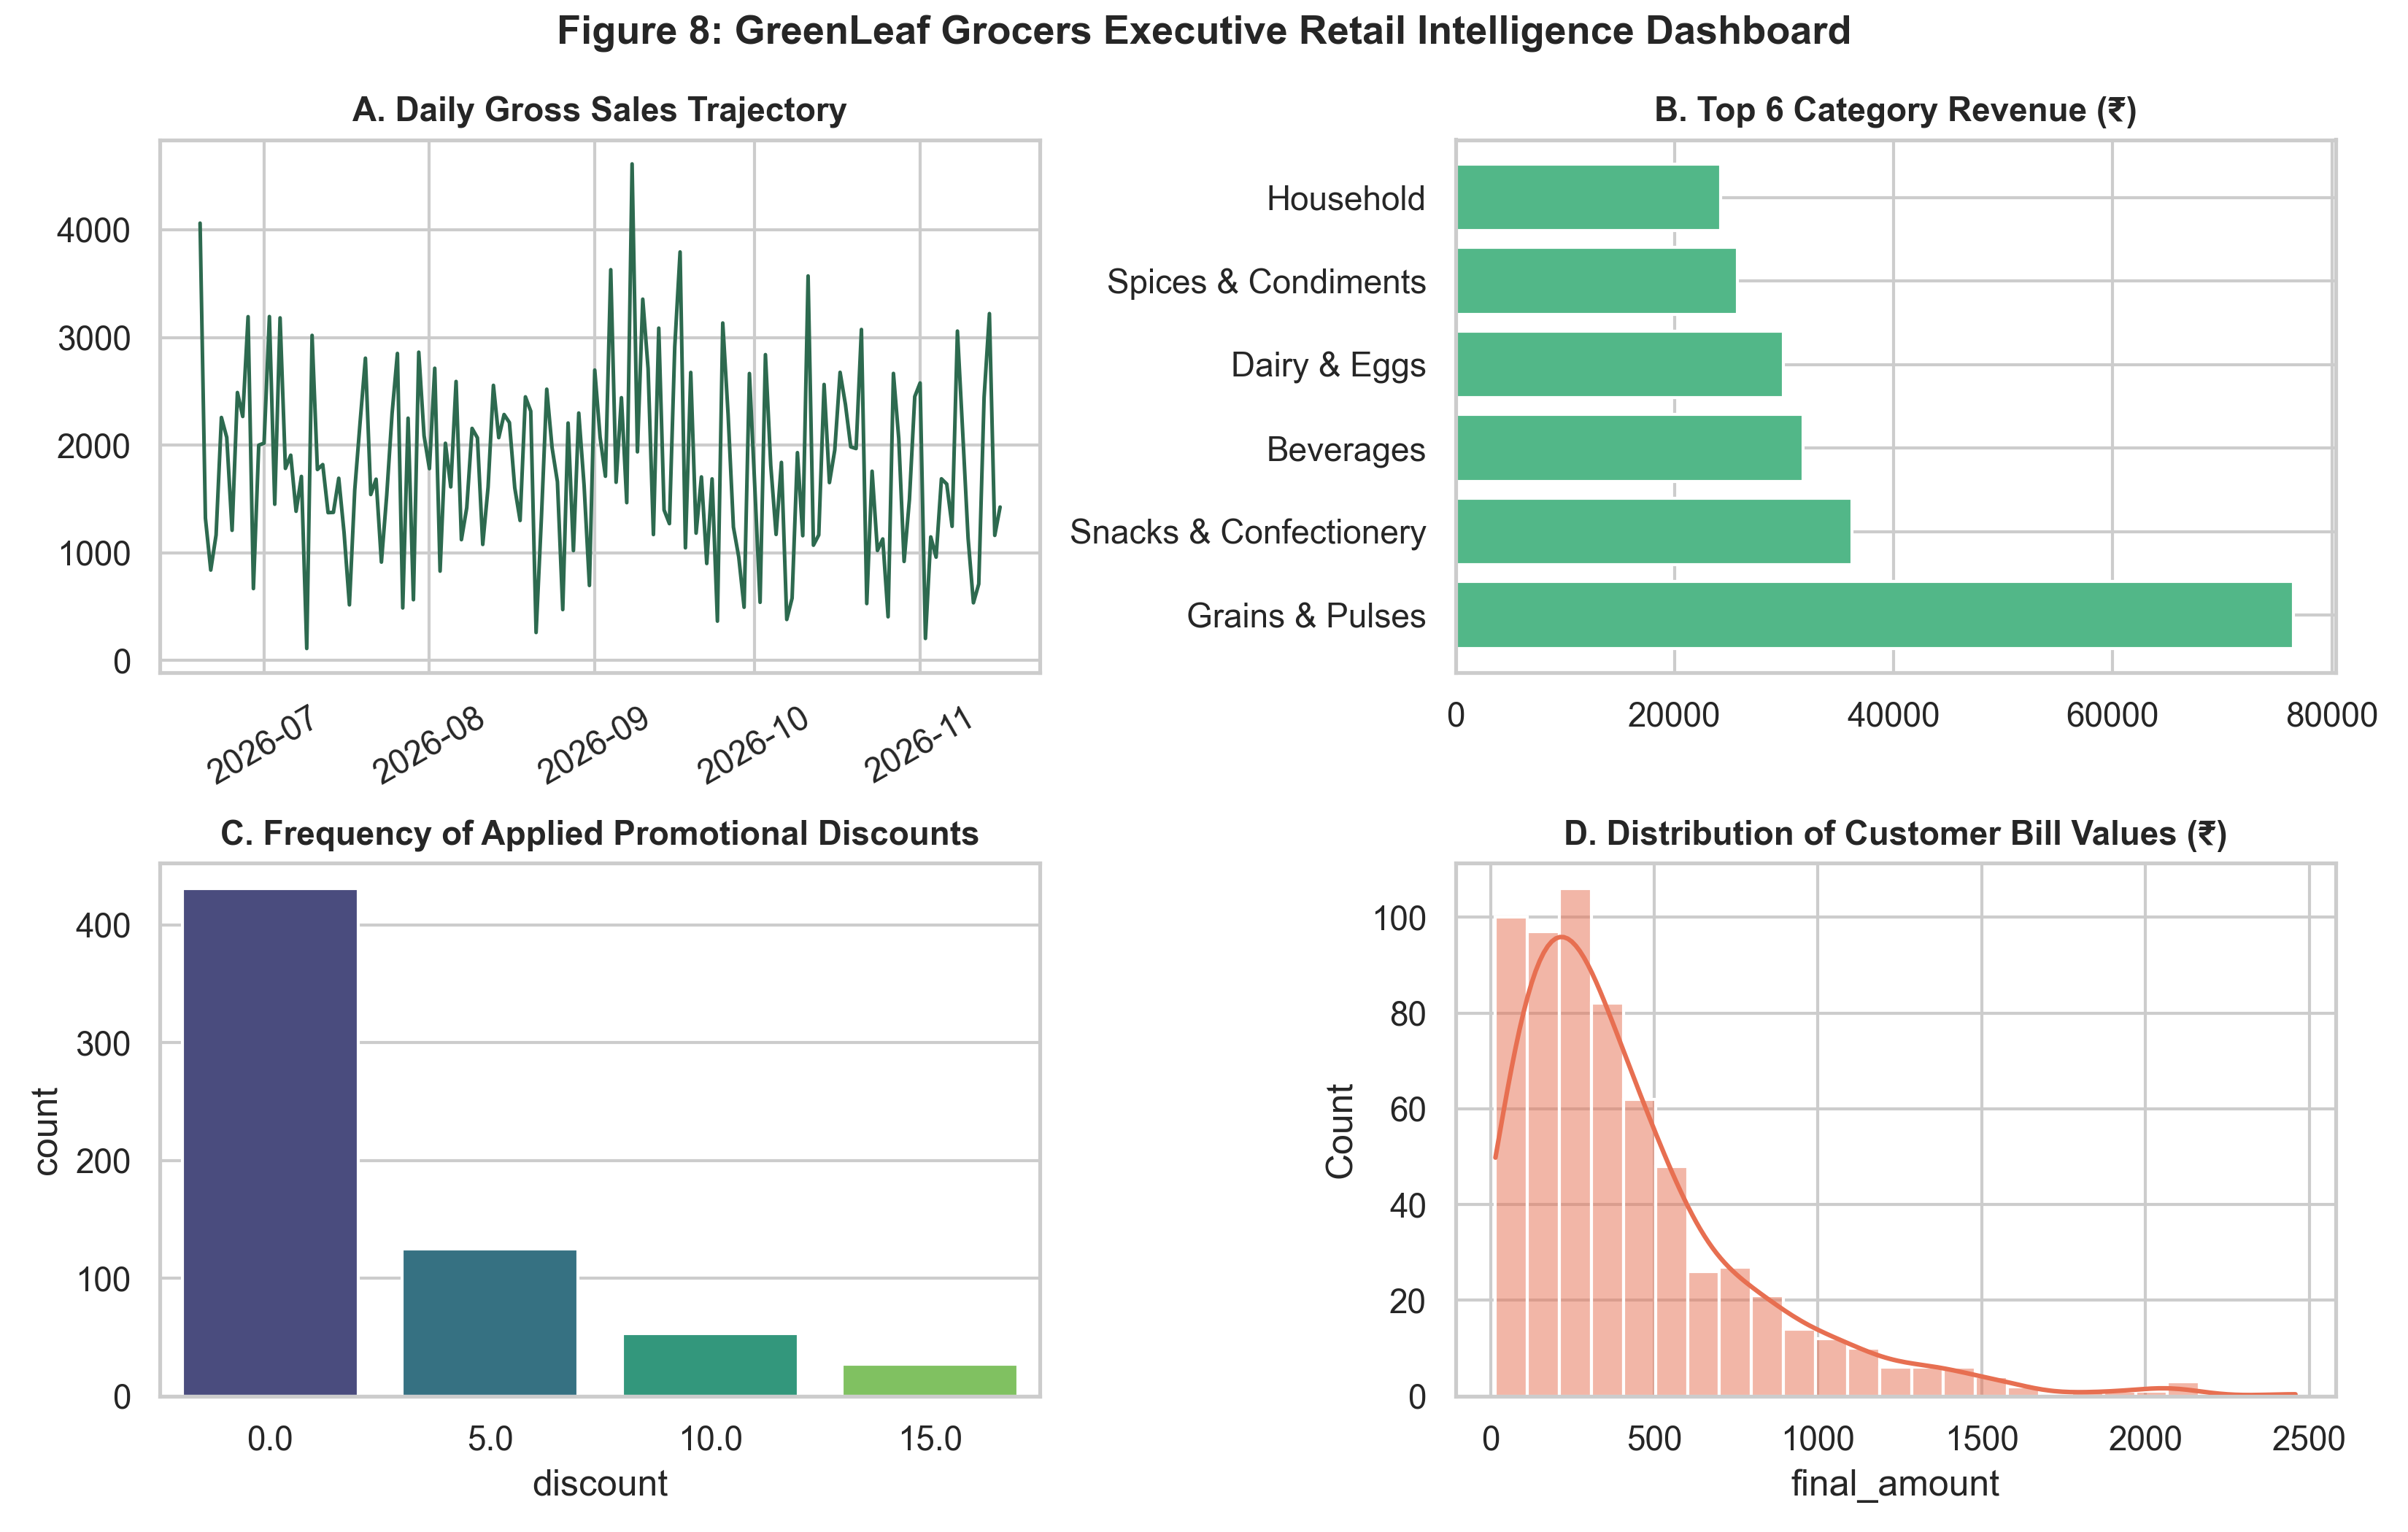 Figure 8: GreenLeaf Grocers Executive Retail Intelligence Dashboard
A. Daily Gross Sales Trajectory
4000
3000
2000
1000
0
2026-07
2026-08
2026-09
2026-10
2026-11
B. Top 6 Category Revenue (₹)
Household
Spices & Condiments
Dairy & Eggs
Beverages
Snacks & Confectionery
Grains & Pulses
0
20000
40000
60000
80000
C. Frequency of Applied Promotional Discounts
count
400
300
200
100
0
0.0
5.0
10.0
15.0
discount
D. Distribution of Customer Bill Values (₹)
Count
100
80
60
40
20
0
0
500
1000
1500
2000
2500
final_amount